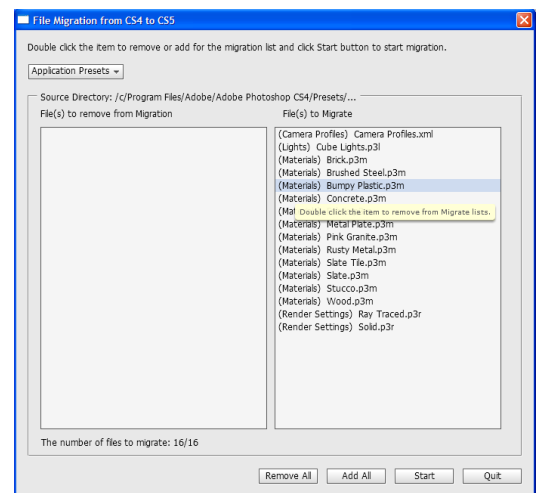 File Migration from CS4 to CS5
Double click the item to remove or add for the migration list and click Start button to start migration.
Application Presets
Source Directory: /c/Program Files/Adobe/Adobe Photoshop CS4/Presets/...
File(s) to remove from Migration
File(s) to Migrate
(Camera Profiles) Camera Profiles.xml
(Lights) Cube Lights.p3l
(Materials) Brick.p3m
(Materials) Brushed Steel.p3m
(Materials) Bumpy Plastic.p3m
(Materials) Concrete.p3m
(Mat
Double click the item to remove from Migrate lists.
(Materials) Metal Plate.p3m
(Materials) Pink Granite.p3m
(Materials) Rusty Metal.p3m
(Materials) Slate Tile.p3m
(Materials) Slate.p3m
(Materials) Stucco.p3m
(Materials) Wood.p3m
(Render Settings) Ray Traced.p3r
(Render Settings) Solid.p3r
The number of files to migrate: 16/16
Remove All Add All Start Quit